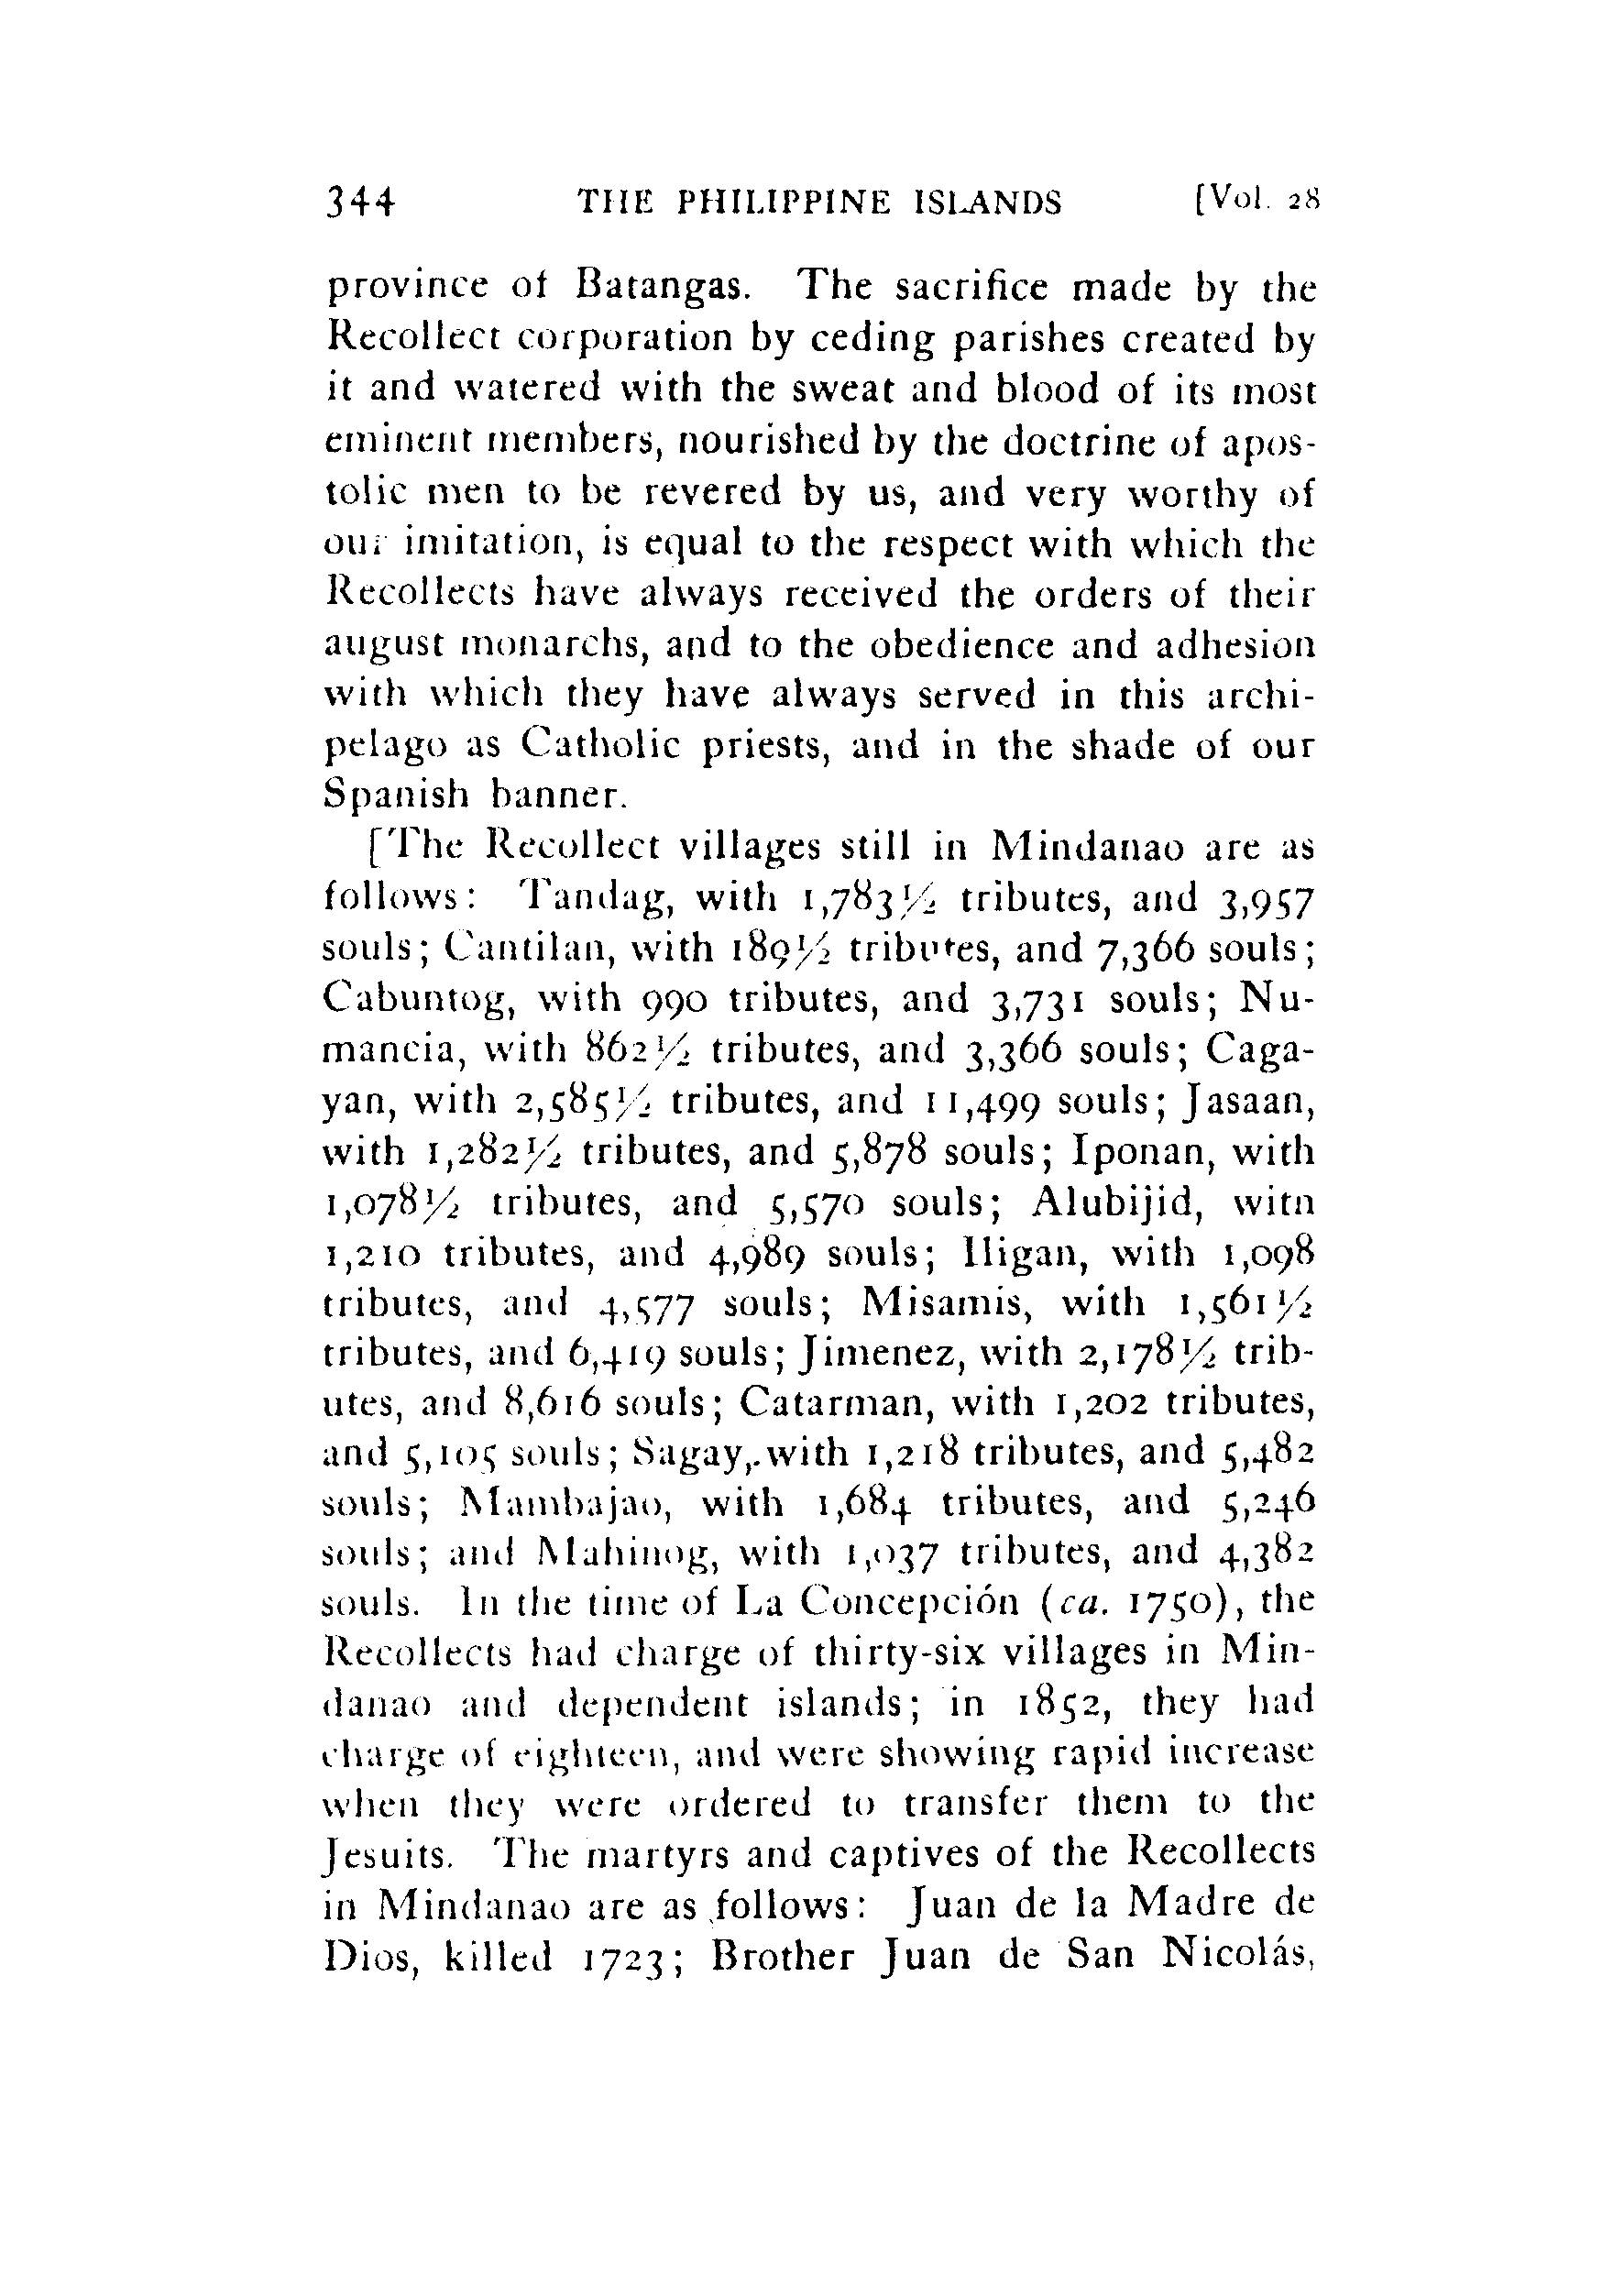 344 THE PHILIPPINE ISLANDS [Vol. 28
province of Batangas. The sacrifice made by the
Recollect corporation by ceding parishes created by
it and watered with the sweat and blood of its most
eminent members, nourished by the doctrine of apos-
tolic men to be revered by us, and very worthy of
our imitation, is equal to the respect with which the
Recollects have always received the orders of their
august monarchs, and to the obedience and adhesion
with which they have always served in this archi-
pelago as Catholic priests, and in the shade of our
Spanish banner.
[The Recollect villages still in Mindanao are as
follows: Tandag, with 1,783½ tributes, and 3,957
souls; Cantilan, with 189½ tributes, and 7,366 souls;
Cabuntog, with 990 tributes, and 3,731 souls; Nu-
mancia, with 862½ tributes, and 3,366 souls; Caga-
yan, with 2,585½ tributes, and 11,499 souls; Jasaan,
with 1,282½ tributes, and 5,878 souls; Iponan, with
1,078½ tributes, and 5,570 souls; Alubijid, with
1,210 tributes, and 4,989 souls; Iligan, with 1,098
tributes, and 4,577 souls; Misamis, with 1,561½
tributes, and 6,419 souls; Jimenez, with 2,178½ trib-
utes, and 8,616 souls; Catarman, with 1,202 tributes,
and 5,105 souls; Sagay, with 1,218 tributes, and 5,482
souls; Mambajao, with 1,684 tributes, and 5,246
souls; and Mahinog, with 1,037 tributes, and 4,382
souls. In the time of La Concepción (ca. 1750), the
Recollects had charge of thirty-six villages in Min-
danao and dependent islands; in 1852, they had
charge of eighteen, and were showing rapid increase
when they were ordered to transfer them to the
Jesuits. The martyrs and captives of the Recollects
in Mindanao are as follows: Juan de la Madre de
Dios, killed 1723; Brother Juan de San Nicolás,